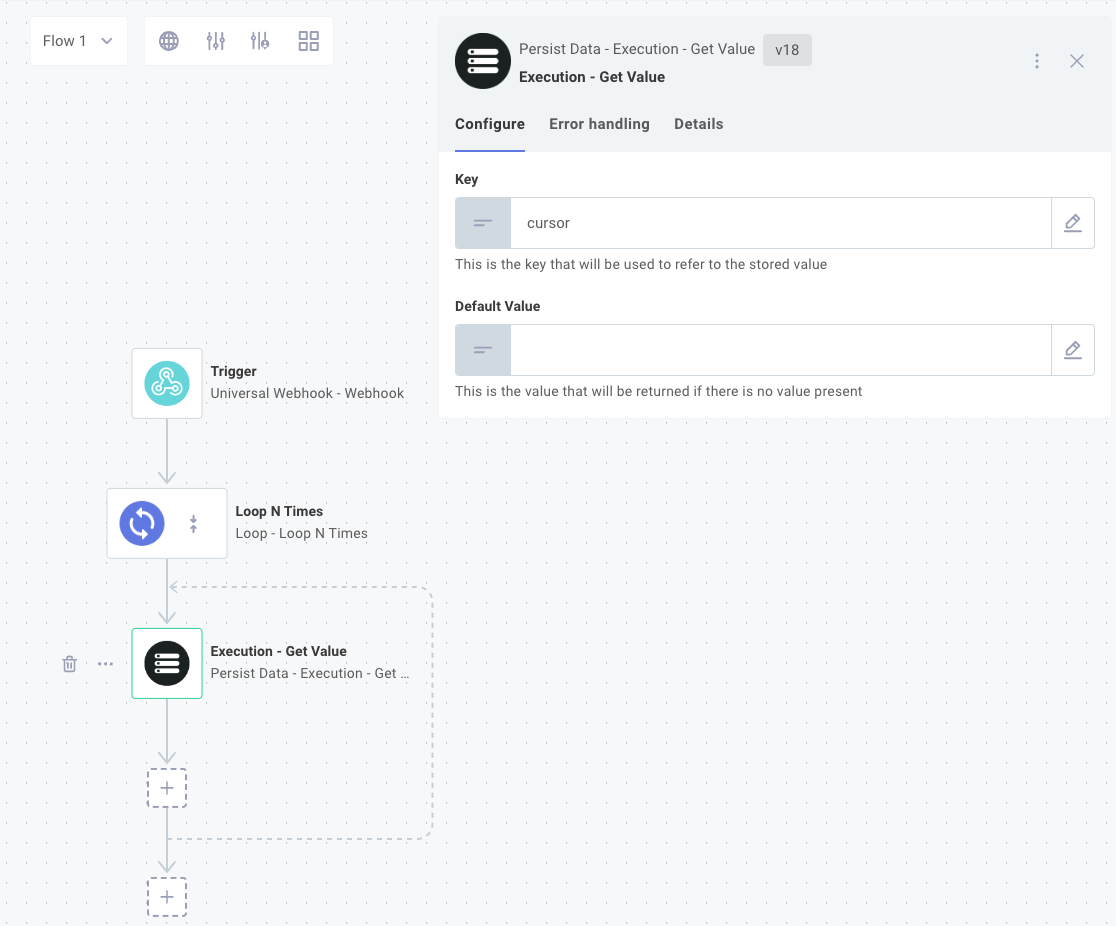 Flow 1
Persist Data - Execution - Get Value v18
Execution - Get Value
Configure Error handling Details
Key
cursor
This is the key that will be used to refer to the stored value
Default Value
This is the value that will be returned if there is no value present
Trigger
Universal Webhook - Webhook
Loop N Times
Loop - Loop N Times
Execution - Get Value
Persist Data - Execution - Get ...